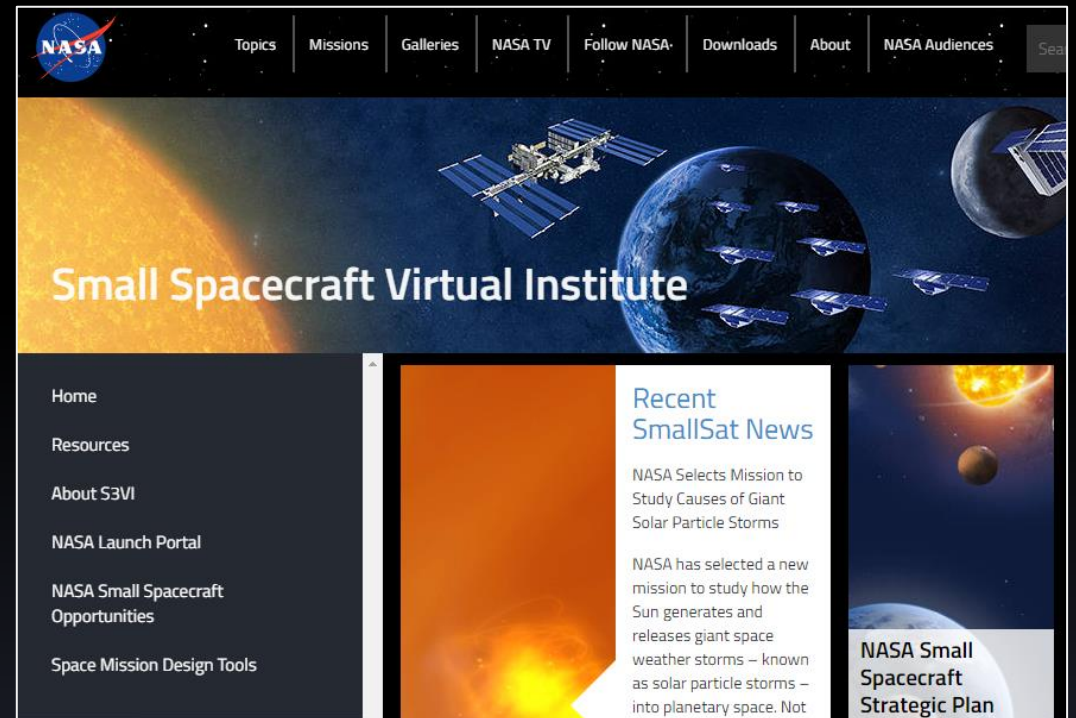 NASA
Topics
Missions
Galleries
NASA TV
Follow NASA
Downloads
About
NASA Audiences
Small Spacecraft Virtual Institute
Home
Resources
About S3VI
NASA Launch Portal
NASA Small Spacecraft
Opportunities
Space Mission Design Tools
Recent
SmallSat News
NASA Selects Mission to
Study Causes of Giant
Solar Particle Storms
NASA has selected a new
mission to study how the
Sun generates and
releases giant space
weather storms – known
as solar particle storms –
into planetary space. Not
NASA Small
Spacecraft
Strategic Plan